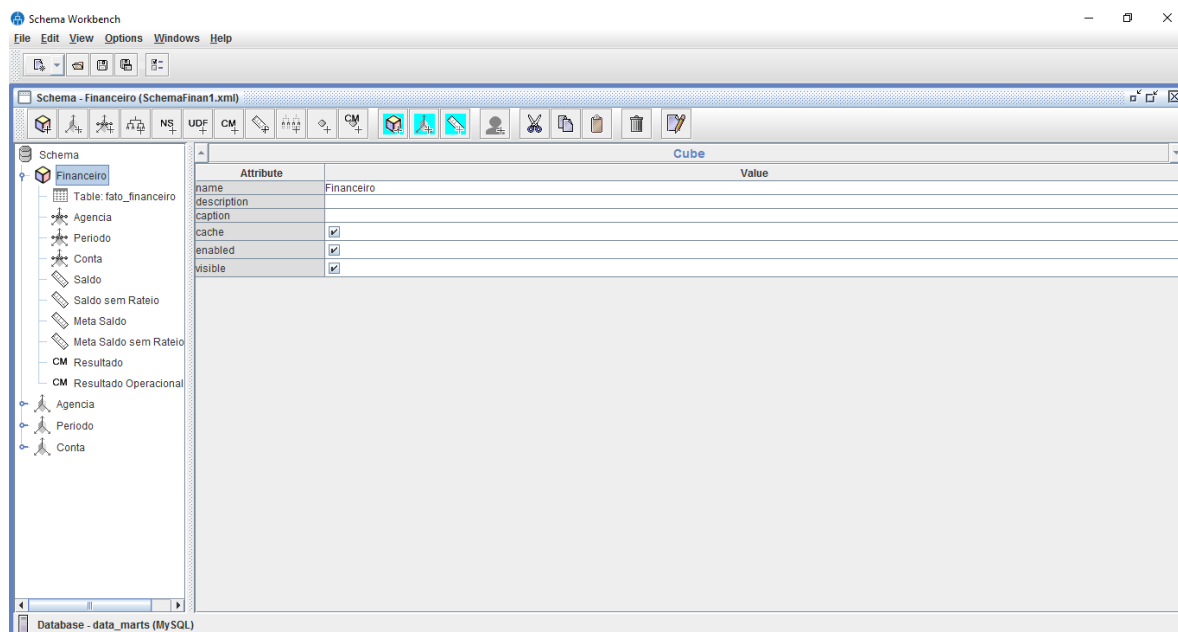 Schema Workbench
File Edit View Options Windows Help
Schema - Financeiro (SchemaFinan1.xml)
NS UDF CM CM
Schema
Financeiro
Table: fato_financeiro
Agencia
Periodo
Conta
Saldo
Saldo sem Rateio
Meta Saldo
Meta Saldo sem Rateio
CM Resultado
CM Resultado Operacional
Agencia
Periodo
Conta
Cube
Attribute Value
name Financeiro
description
caption
cache
enabled
visible
Database - data_marts (MySQL)